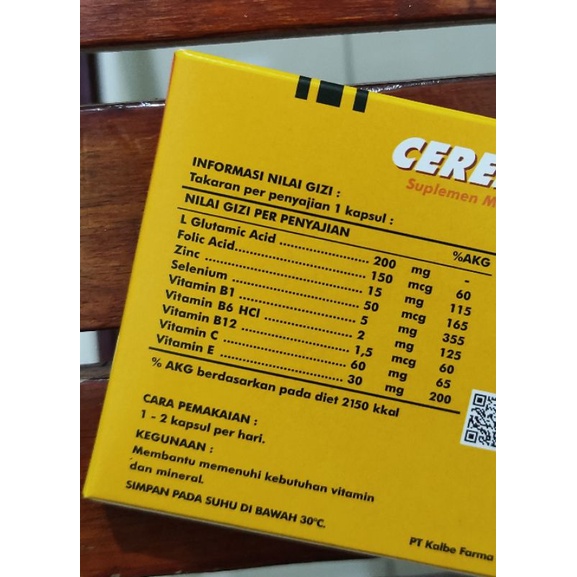 CERE
Suplemen M
INFORMASI NILAI GIZI :
Takaran per penyajian 1 kapsul :
NILAI GIZI PER PENYAJIAN %AKG
L Glutamic Acid ........................ 200 mg -
Folic Acid.................................. 150 mcg 60
Zinc ............................................ 15 mg 115
Selenium ................................... 50 mcg 165
Vitamin B1 ................................. 5 mg 355
Vitamin B6 HCl ......................... 2 mg 125
Vitamin B12 .............................. 1,5 mcg 60
Vitamin C .................................. 60 mg 65
Vitamin E ................................... 30 mg 200
% AKG berdasarkan pada diet 2150 kkal
CARA PEMAKAIAN :
1 - 2 kapsul per hari.
KEGUNAAN :
Membantu memenuhi kebutuhan vitamin
dan mineral.
SIMPAN PADA SUHU DI BAWAH 30°C.
PT Kalbe Farma